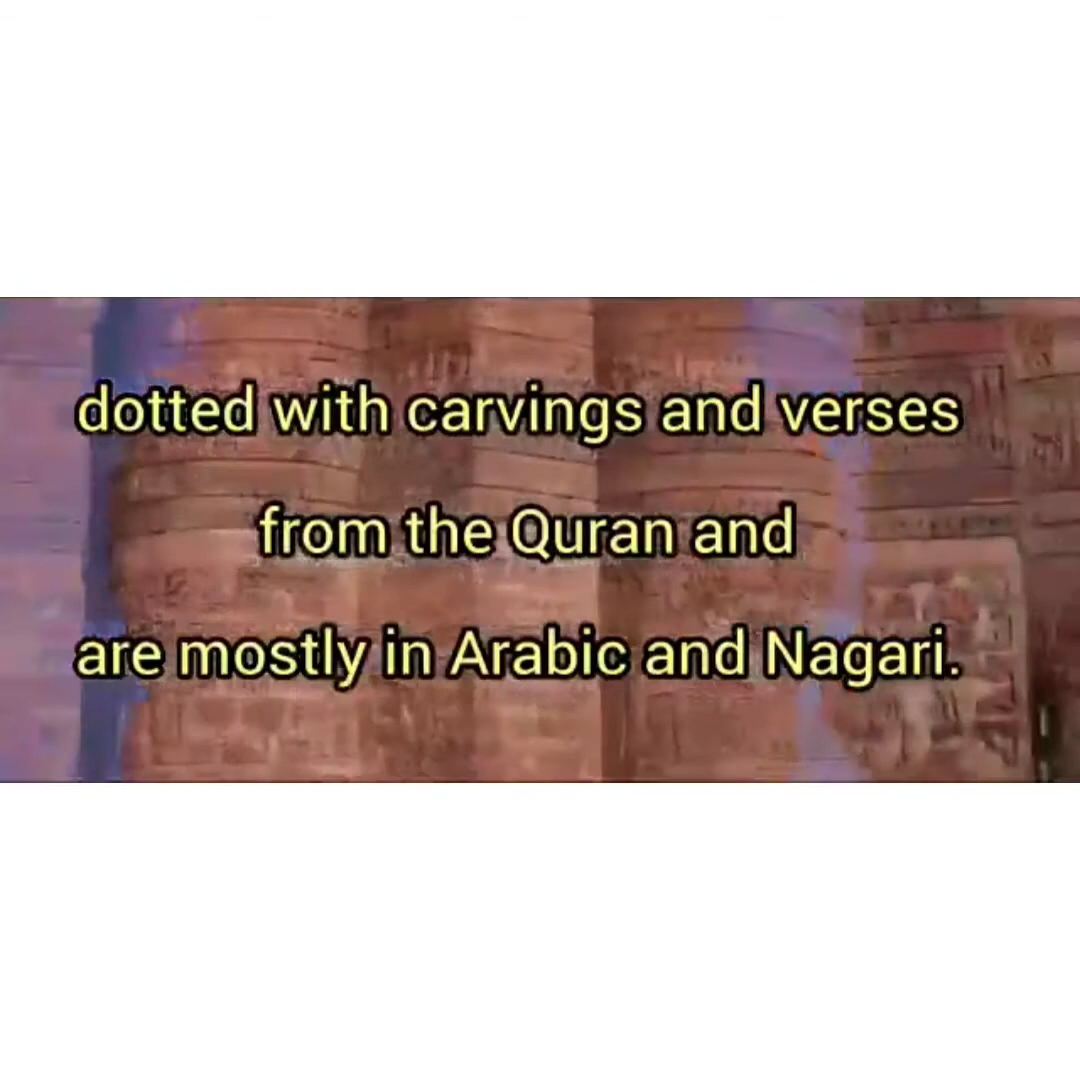 dotted with carvings and verses
from the Quran and
are mostly in Arabic and Nagari.